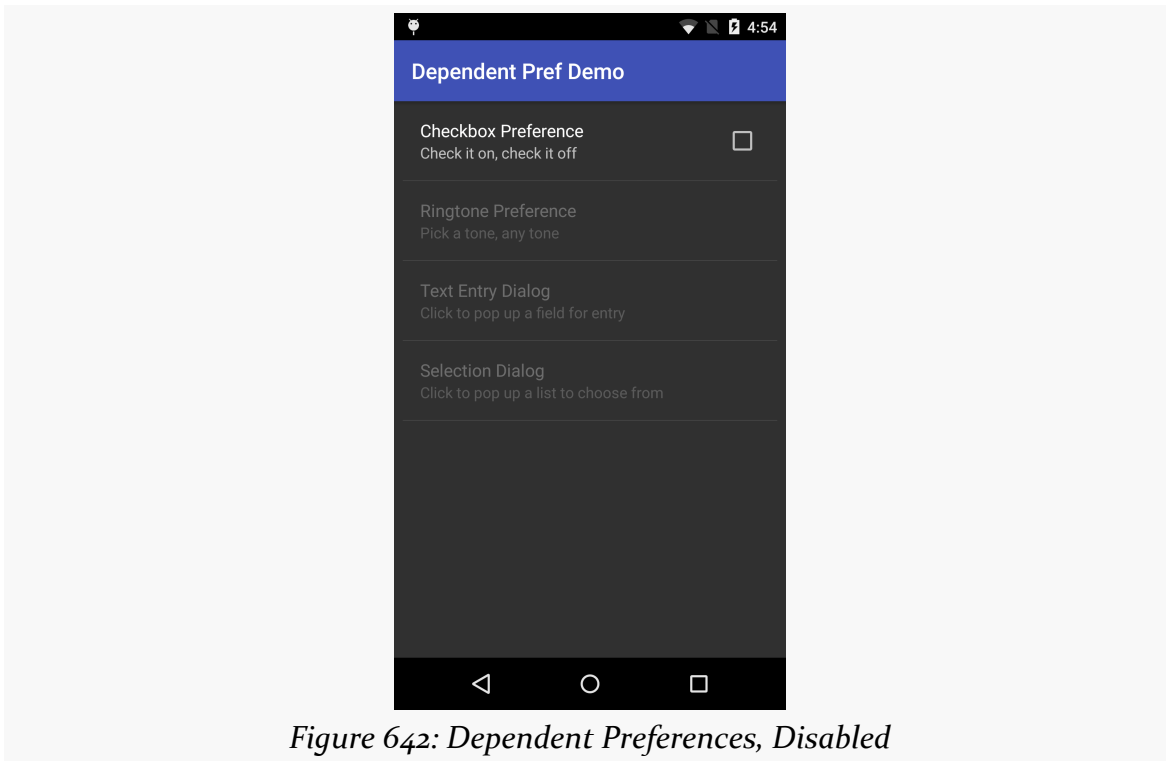 4:54
Dependent Pref Demo
Checkbox Preference
Check it on, check it off
Ringtone Preference
Pick a tone, any tone
Text Entry Dialog
Click to pop up a field for entry
Selection Dialog
Click to pop up a list to choose from
Figure 642: Dependent Preferences, Disabled